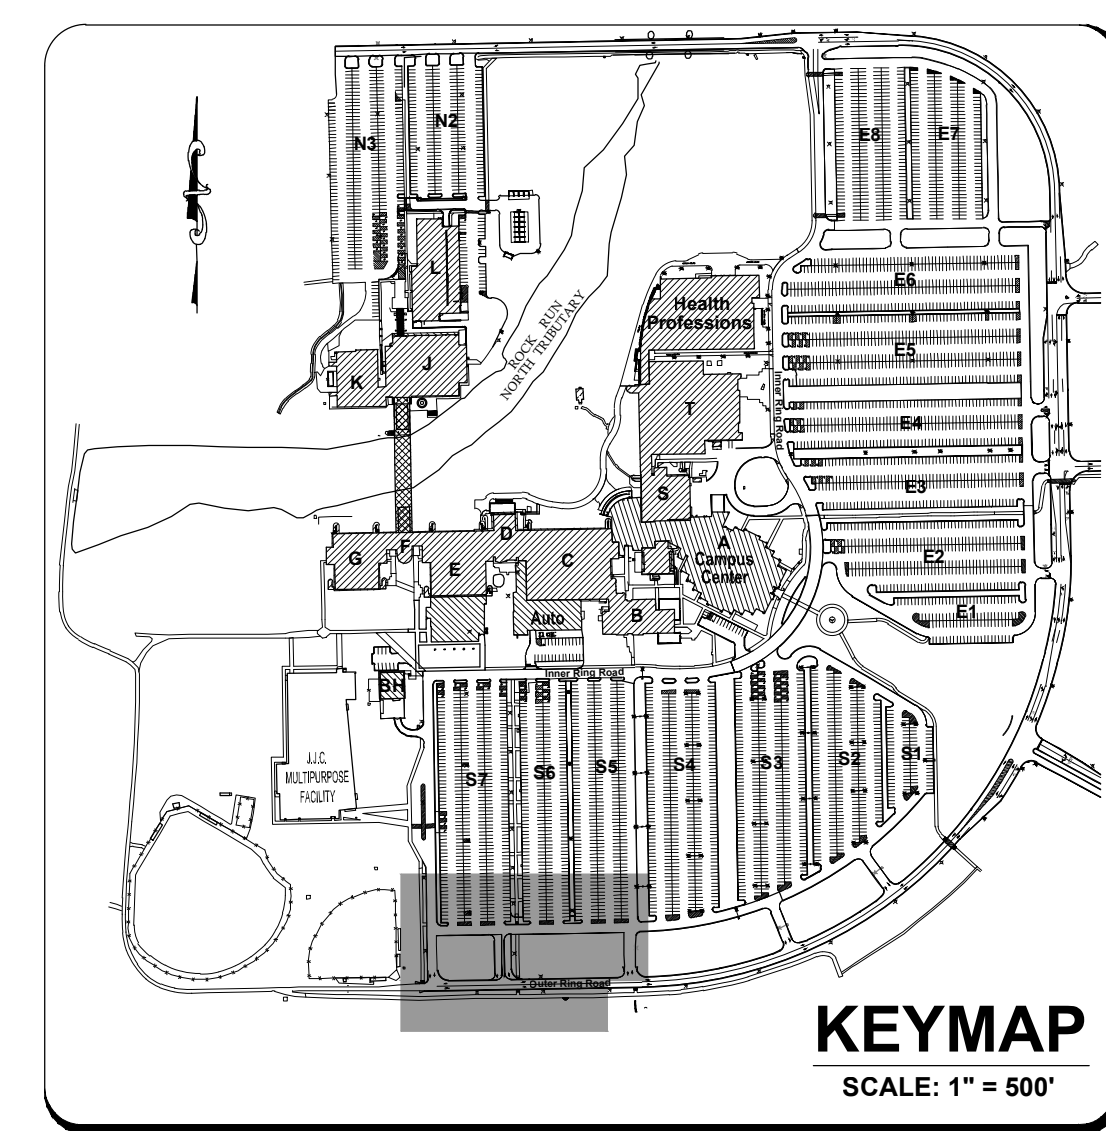 N3
N2
E8
E7
L
E6
Health
Professions
ROCK RUN
NORTH TRIBUTARY
E5
J
K
T
Inner Ring Road
E4
S
E3
D
F
A
Campus
Center
G
E
C
E2
Auto
B
E1
Inner Ring Road
BH
J.J.C.
MULTIPURPOSE
FACILITY
S7
S6
S5
S4
S3
S2
S1
Outer Ring Road
KEYMAP
SCALE: 1" = 500'